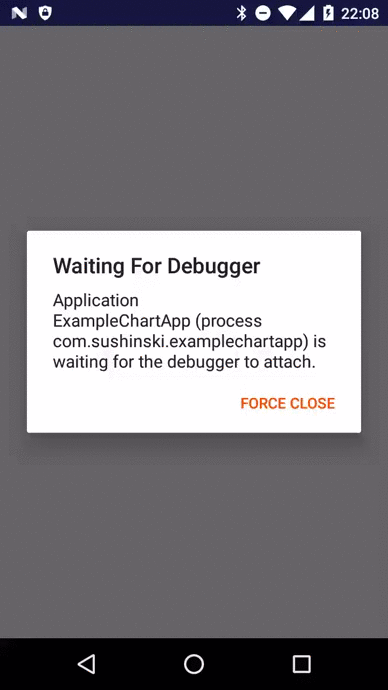 22:08
Waiting For Debugger
Application
ExampleChartApp (process
com.sushinski.examplechartapp) is
waiting for the debugger to attach.
FORCE CLOSE